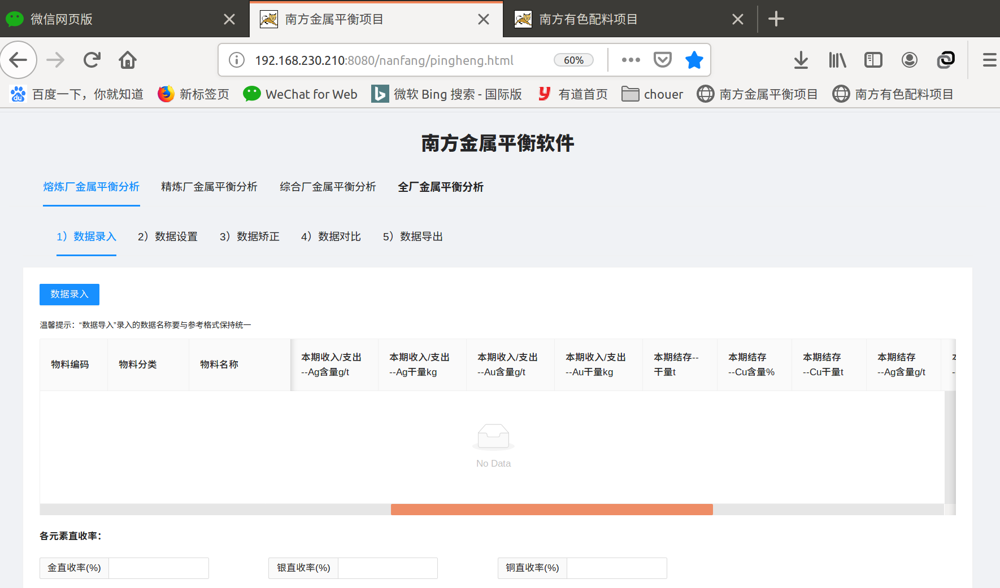 微信网页版
南方金属平衡项目
南方有色配料项目
192.168.230.210:8080/nanfang/pingheng.html
60%
百度一下，你就知道
新标签页
WeChat for Web
微软 Bing 搜索 - 国际版
有道首页
chouer
南方金属平衡项目
南方有色配料项目
南方金属平衡软件
熔炼厂金属平衡分析
精炼厂金属平衡分析
综合厂金属平衡分析
全厂金属平衡分析
1）数据录入
2）数据设置
3）数据矫正
4）数据对比
5）数据导出
数据录入
温馨提示：“数据导入”录入的数据名称要与参考格式保持统一
物料编码
物料分类
物料名称
本期收入/支出
--Ag含量g/t
本期收入/支出
--Ag干量kg
本期收入/支出
--Au含量g/t
本期收入/支出
--Au干量kg
本期结存--
干量t
本期结存
--Cu含量%
本期结存
--Cu干量t
本期结存
--Ag含量g/t
No Data
各元素直收率：
金直收率(%)
银直收率(%)
铜直收率(%)